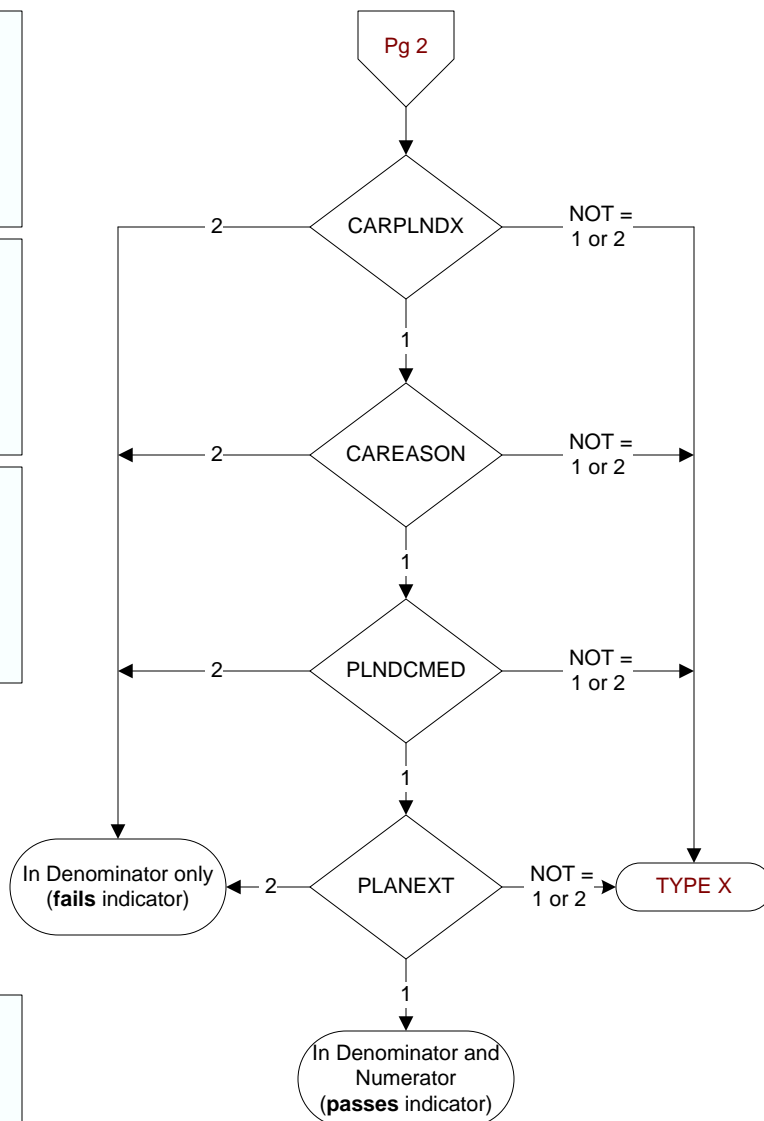 Pg 2
CARPLNDX
2
NOT =
1 or 2
1
CAREASON
2
NOT =
1 or 2
1
PLNDCMED
2
NOT =
1 or 2
1
In Denominator only
(fails indicator)
2
PLANEXT
NOT =
1 or 2
TYPE X
1
In Denominator and
Numerator
(passes indicator)